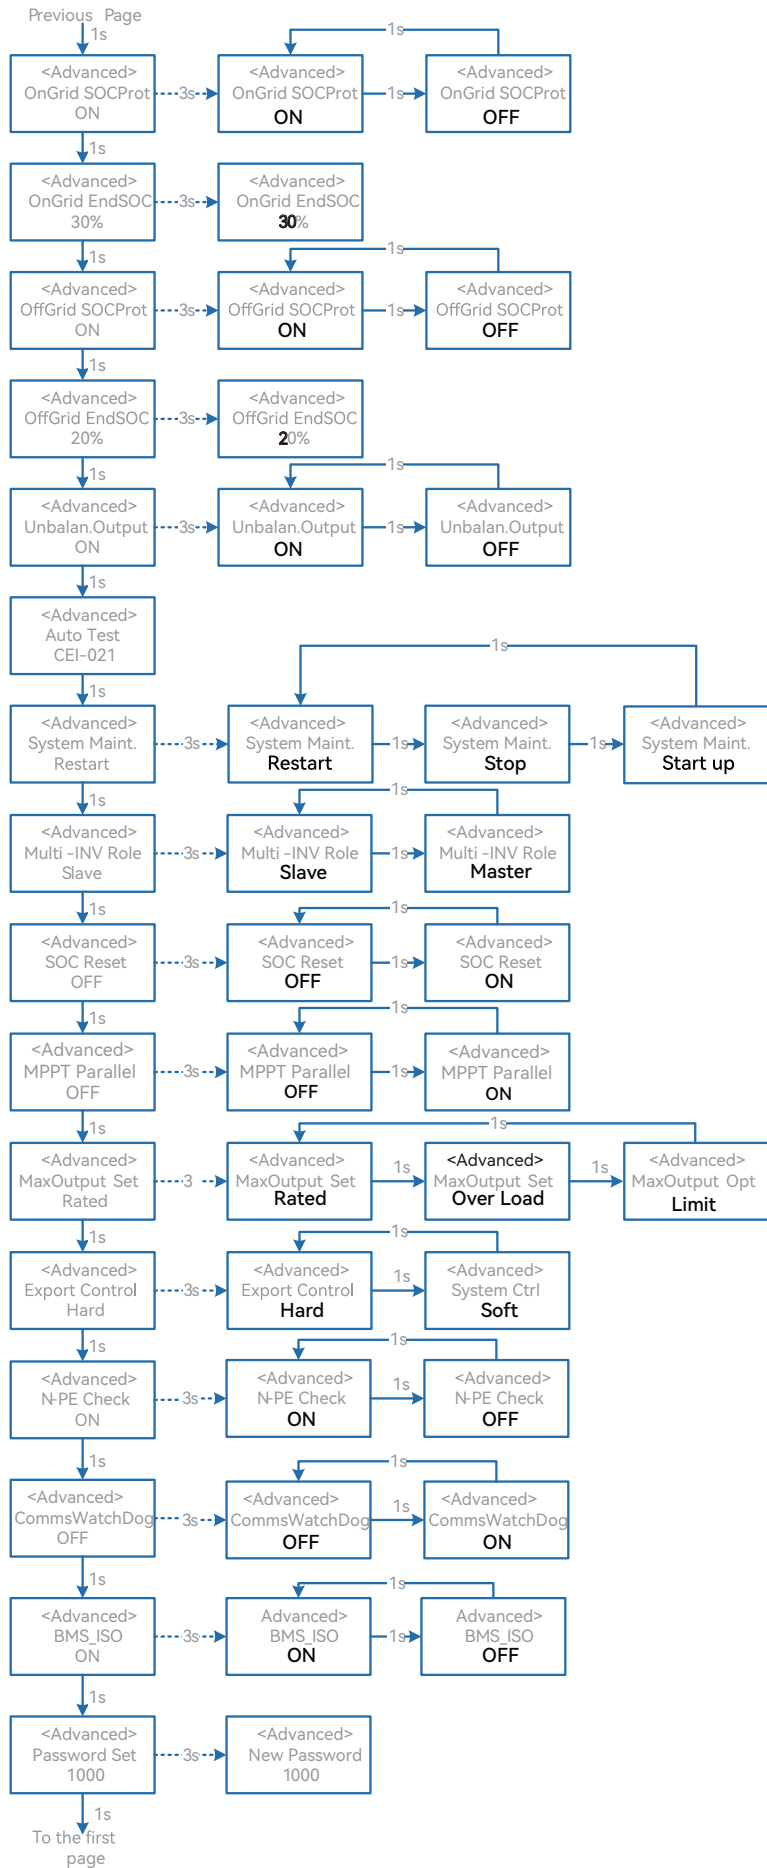 Previous Page
1s
1s
<Advanced>
OnGrid SOCProt
ON
3s
<Advanced>
OnGrid SOCProt
ON
1s
<Advanced>
OnGrid SOCProt
OFF
1s
<Advanced>
OnGrid EndSOC
30%
3s
<Advanced>
OnGrid EndSOC
30%
1s
1s
<Advanced>
OffGrid SOCProt
ON
3s
<Advanced>
OffGrid SOCProt
ON
1s
<Advanced>
OffGrid SOCProt
OFF
1s
<Advanced>
OffGrid EndSOC
20%
3s
<Advanced>
OffGrid EndSOC
20%
1s
1s
<Advanced>
Unbalan.Output
ON
3s
<Advanced>
Unbalan.Output
ON
1s
<Advanced>
Unbalan.Output
OFF
1s
<Advanced>
Auto Test
CEI-021
1s
1s
<Advanced>
System Maint.
Restart
3s
<Advanced>
System Maint.
Restart
1s
<Advanced>
System Maint.
Stop
1s
<Advanced>
System Maint.
Start up
1s
1s
<Advanced>
Multi -INV Role
Slave
3s
<Advanced>
Multi -INV Role
Slave
1s
<Advanced>
Multi -INV Role
Master
1s
1s
<Advanced>
SOC Reset
OFF
3s
<Advanced>
SOC Reset
OFF
1s
<Advanced>
SOC Reset
ON
1s
1s
<Advanced>
MPPT Parallel
OFF
3s
<Advanced>
MPPT Parallel
OFF
1s
<Advanced>
MPPT Parallel
ON
1s
1s
<Advanced>
MaxOutput Set
Rated
3
<Advanced>
MaxOutput Set
Rated
1s
<Advanced>
MaxOutput Set
Over Load
1s
<Advanced>
MaxOutput Opt
Limit
1s
1s
<Advanced>
Export Control
Hard
3s
<Advanced>
Export Control
Hard
1s
<Advanced>
System Ctrl
Soft
1s
1s
<Advanced>
N-PE Check
ON
3s
<Advanced>
N-PE Check
ON
1s
<Advanced>
N-PE Check
OFF
1s
1s
<Advanced>
CommsWatchDog
OFF
3s
<Advanced>
CommsWatchDog
OFF
1s
<Advanced>
CommsWatchDog
ON
1s
1s
<Advanced>
BMS_ISO
ON
3s
Advanced>
BMS_ISO
ON
1s
Advanced>
BMS_ISO
OFF
1s
<Advanced>
Password Set
1000
3s
<Advanced>
New Password
1000
1s
To the first
page